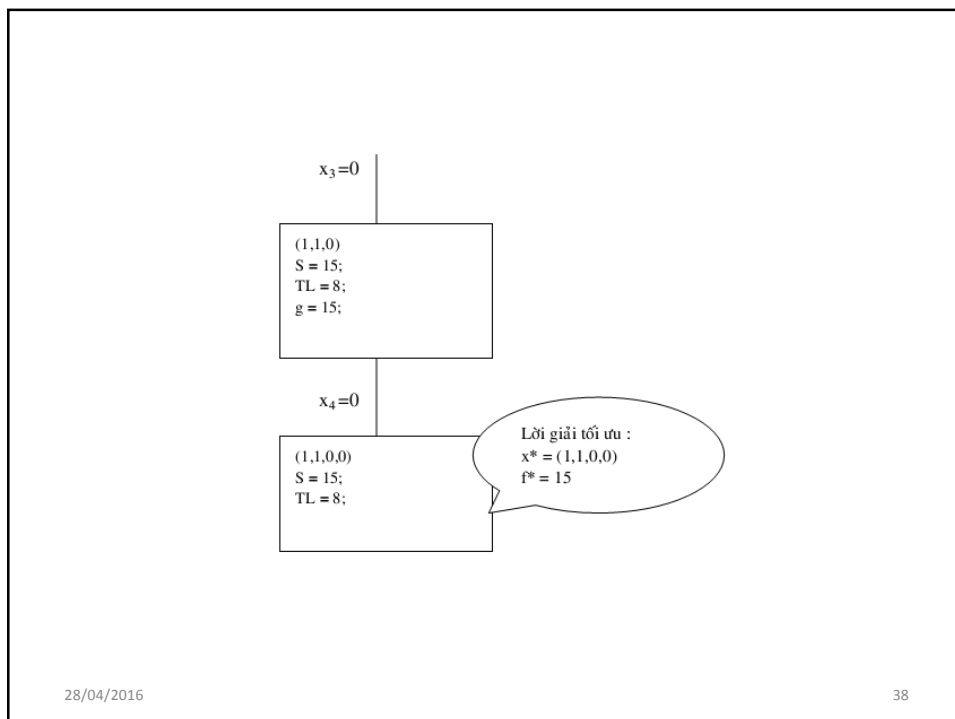 x₃=0
(1,1,0)
S = 15;
TL = 8;
g = 15;
x₄=0
(1,1,0,0)
S = 15;
TL = 8;
Lời giải tối ưu :
x* = (1,1,0,0)
f* = 15
28/04/2016
38